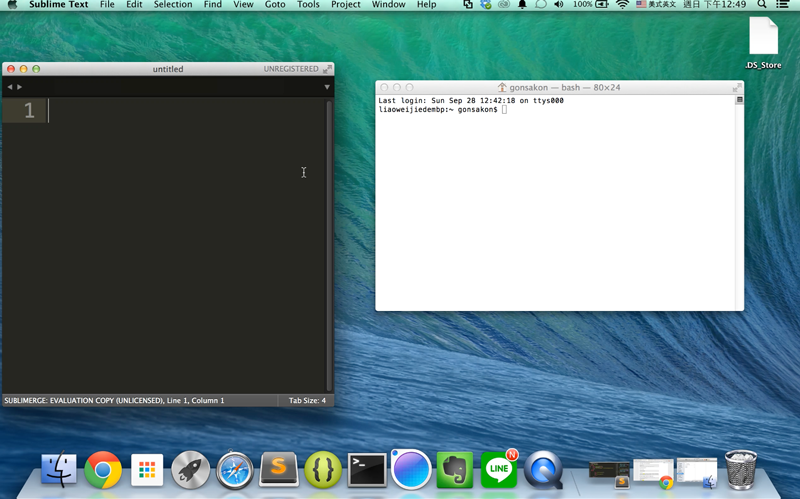 Sublime Text File Edit Selection Find View Goto Tools Project Window Help 100% 美式英文 週日 下午12:49
.DS_Store
untitled UNREGISTERED
1
SUBLIMERGE: EVALUATION COPY (UNLICENSED), Line 1, Column 1 Tab Size: 4
gonsakon — bash — 80×24
Last login: Sun Sep 28 12:42:18 on ttys000
liaoweijiedembp:~ gonsakon$
S
{}
>_
LINE
N